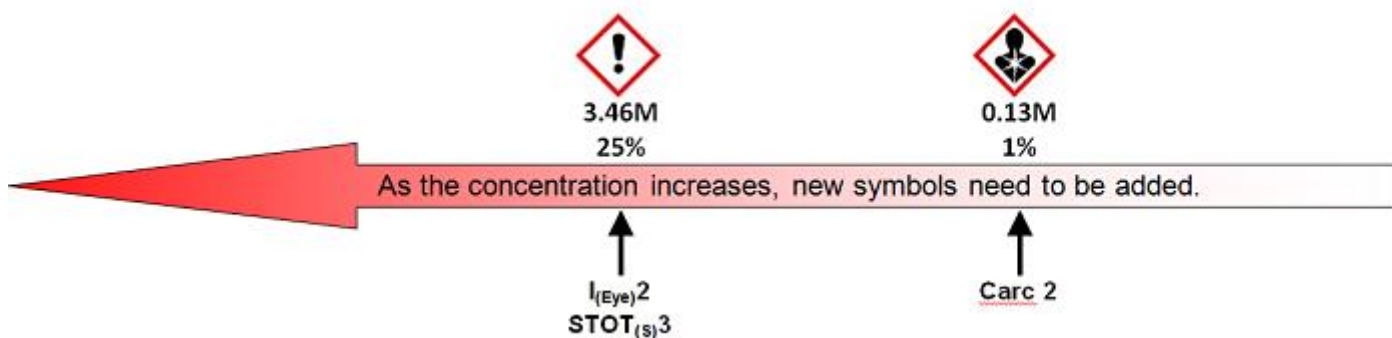 3.46M
25%
0.13M
1%
As the concentration increases, new symbols need to be added.
I(Eye)2
STOT(S)3
Carc 2